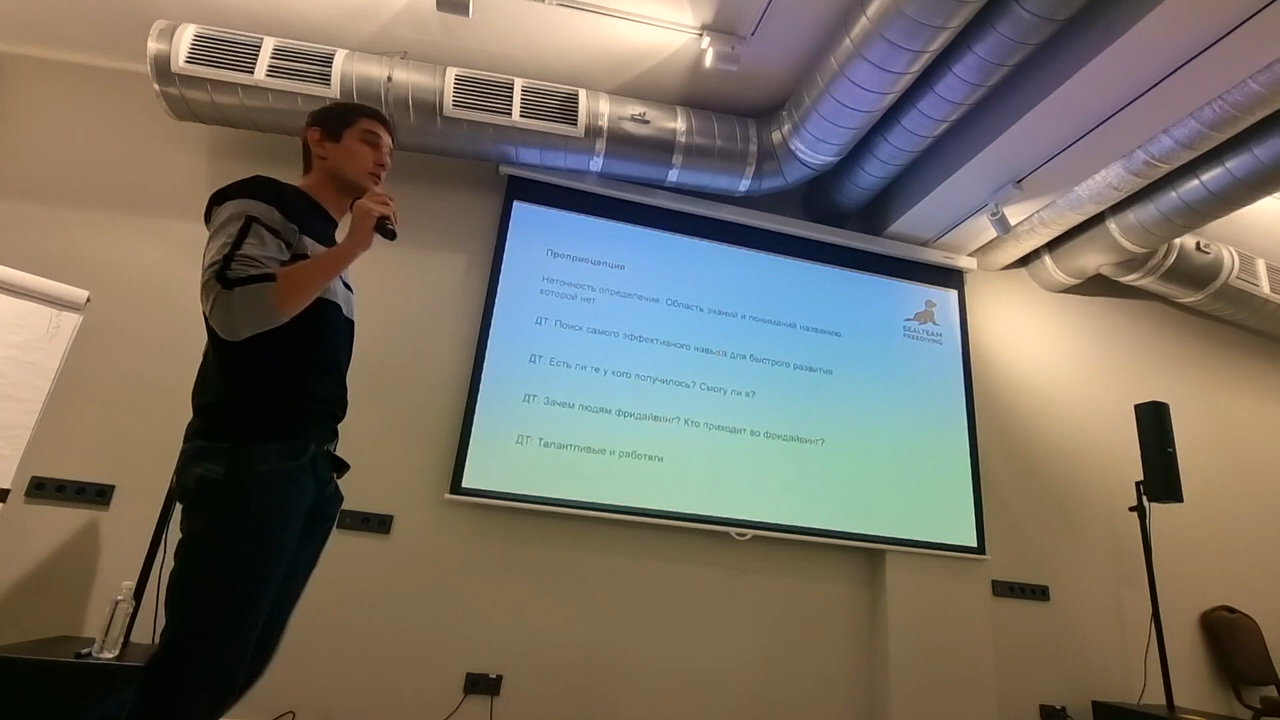 Проприоцепция
Неточность определения. Область знаний и пониманий названию
которой нет
ДТ: Поиск самого эффективного навыка для быстрого развития
ДТ: Есть ли те у кого получилось? Смогу ли я?
ДТ: Зачем людям фридайвинг? Кто приходит во фридайвинг?
ДТ: Талантливые и работяги
SEALTEAM
FREEDIVING